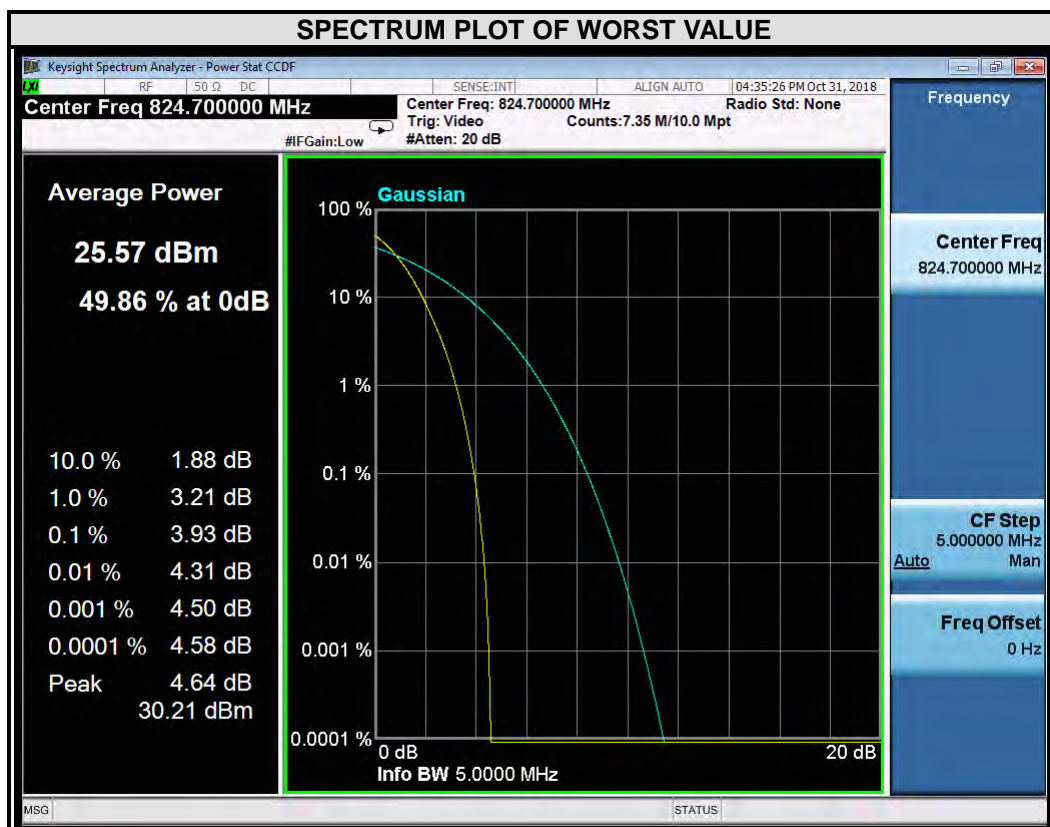 SPECTRUM PLOT OF WORST VALUE
Keysight Spectrum Analyzer - Power Stat CCDF
LXI RF 50 Ω DC SENSE:INT ALIGN AUTO 04:35:26 PM Oct 31, 2018
Center Freq 824.700000 MHz
Center Freq: 824.700000 MHz Radio Std: None
Trig: Video Counts:7.35 M/10.0 Mpt
#IFGain:Low #Atten: 20 dB
Average Power
25.57 dBm
49.86 % at 0dB
10.0 % 1.88 dB
1.0 % 3.21 dB
0.1 % 3.93 dB
0.01 % 4.31 dB
0.001 % 4.50 dB
0.0001 % 4.58 dB
Peak 4.64 dB
30.21 dBm
Gaussian
100 %
10 %
1 %
0.1 %
0.01 %
0.001 %
0.0001 %
0 dB 20 dB
Info BW 5.0000 MHz
Frequency
Center Freq
824.700000 MHz
CF Step
5.000000 MHz
Auto Man
Freq Offset
0 Hz
MSG STATUS